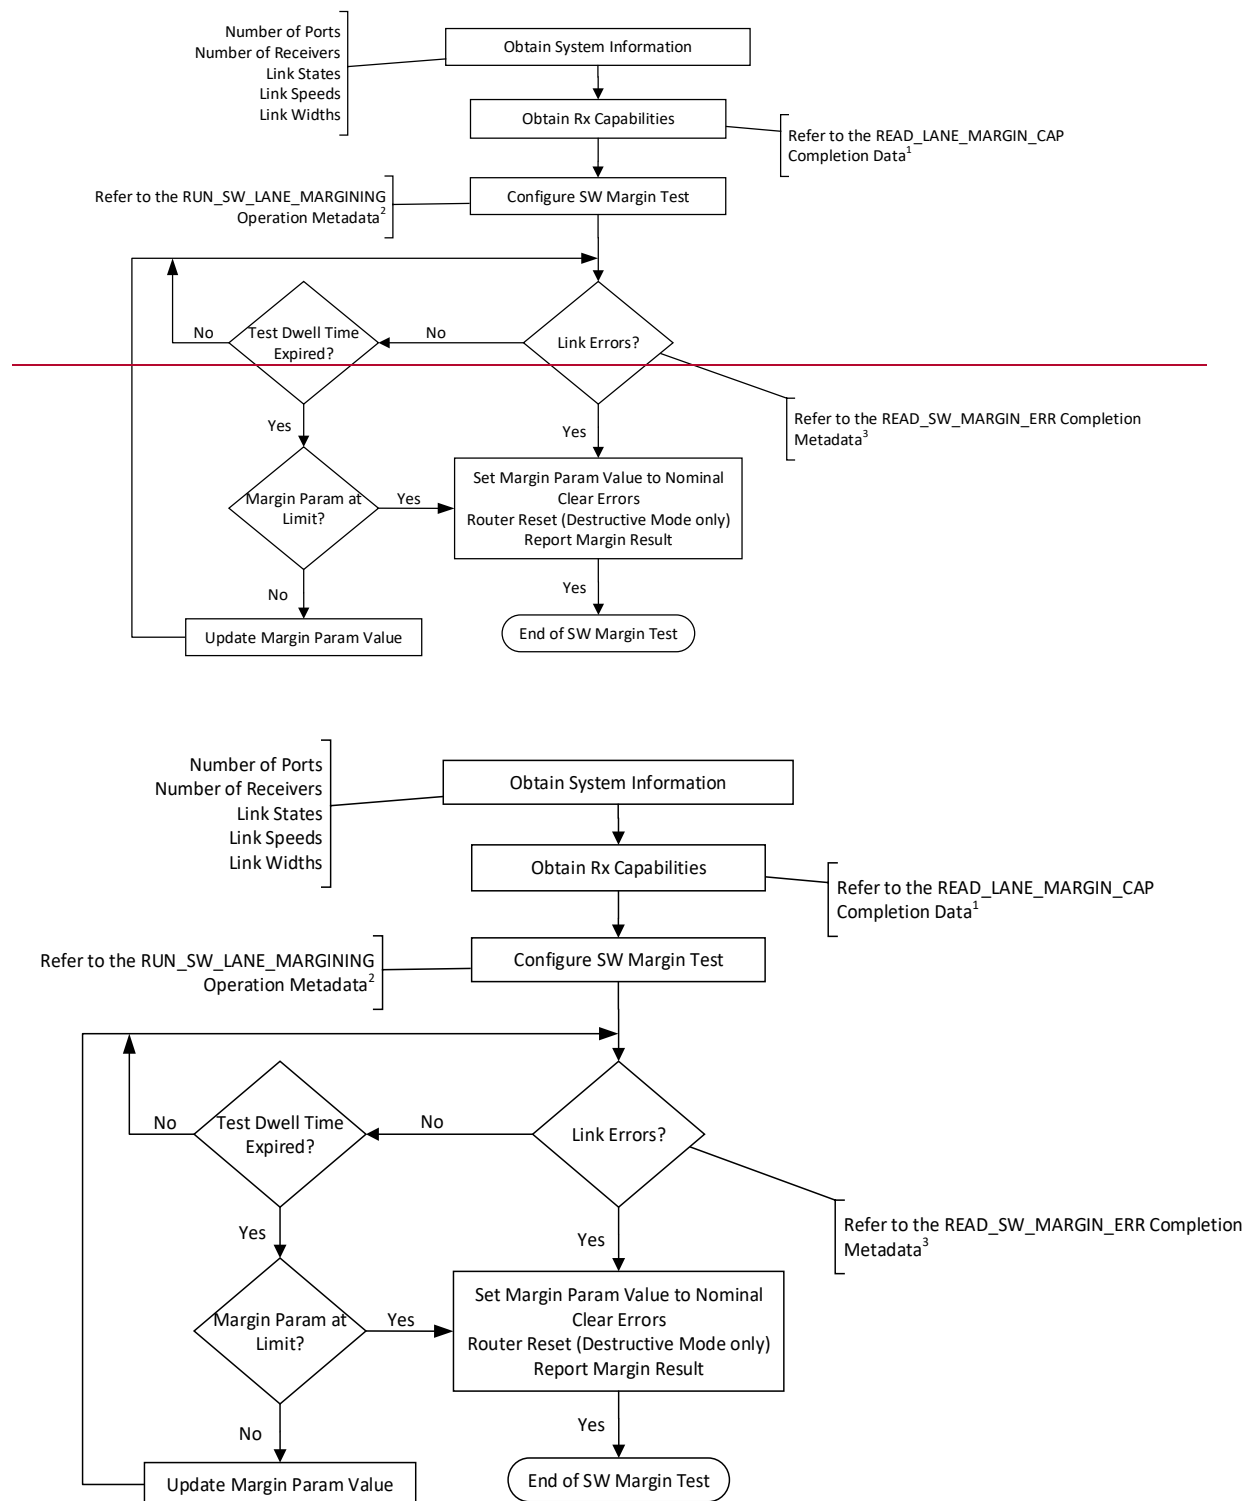 Number of Ports
Number of Receivers
Link States
Link Speeds
Link Widths
Obtain System Information
Obtain Rx Capabilities
Refer to the READ_LANE_MARGIN_CAP
Completion Data1
Refer to the RUN_SW_LANE_MARGINING
Operation Metadata2
Configure SW Margin Test
No
Test Dwell Time
Expired?
No
Link Errors?
Refer to the READ_SW_MARGIN_ERR Completion
Metadata3
Yes
Yes
Margin Param at
Limit?
Yes
Set Margin Param Value to Nominal
Clear Errors
Router Reset (Destructive Mode only)
Report Margin Result
No
Yes
Update Margin Param Value
End of SW Margin Test
Number of Ports
Number of Receivers
Link States
Link Speeds
Link Widths
Obtain System Information
Obtain Rx Capabilities
Refer to the READ_LANE_MARGIN_CAP
Completion Data1
Refer to the RUN_SW_LANE_MARGINING
Operation Metadata2
Configure SW Margin Test
No
Test Dwell Time
Expired?
No
Link Errors?
Refer to the READ_SW_MARGIN_ERR Completion
Metadata3
Yes
Yes
Margin Param at
Limit?
Yes
Set Margin Param Value to Nominal
Clear Errors
Router Reset (Destructive Mode only)
Report Margin Result
No
Yes
Update Margin Param Value
End of SW Margin Test